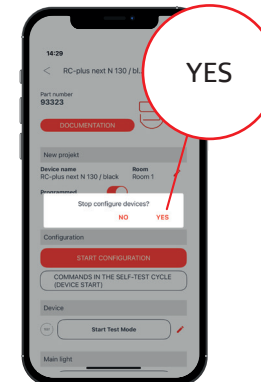 14:29
YES
< RC-plus next N 130 / bl...
Part number
93323
DOCUMENTATION
New projekt
Device name Room
RC-plus next N 130 / black Room 1
Programmed
Stop configure devices?
NO YES
Configuration
START CONFIGURATION
COMMANDS IN THE SELF-TEST CYCLE
(DEVICE START)
Device
Start Test Mode
Main light